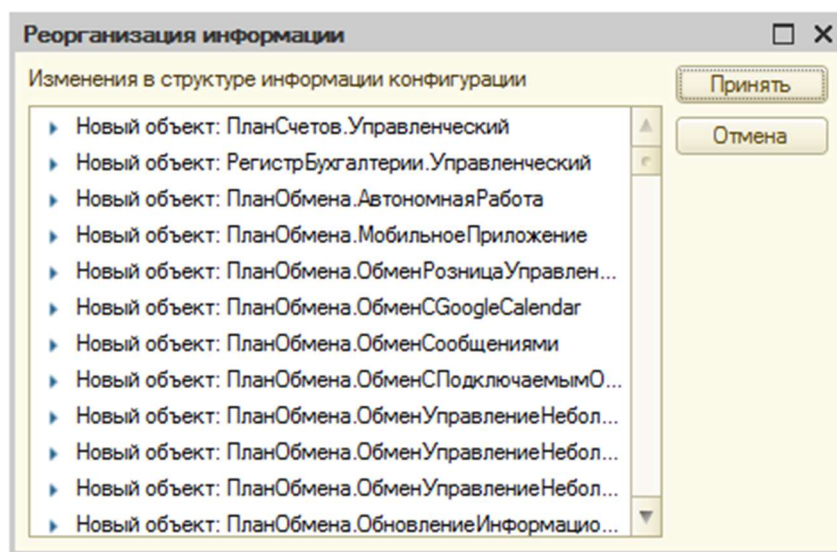 Реорганизация информации
Изменения в структуре информации конфигурации
Принять
Отмена
Новый объект: ПланСчетов.Управленческий
Новый объект: РегистрБухгалтерии.Управленческий
Новый объект: ПланОбмена.АвтономнаяРабота
Новый объект: ПланОбмена.МобильноеПриложение
Новый объект: ПланОбмена.ОбменРозницаУправлен...
Новый объект: ПланОбмена.ОбменСGoogleCalendar
Новый объект: ПланОбмена.ОбменСообщениями
Новый объект: ПланОбмена.ОбменСПодключаемымО...
Новый объект: ПланОбмена.ОбменУправлениеНебол...
Новый объект: ПланОбмена.ОбменУправлениеНебол...
Новый объект: ПланОбмена.ОбменУправлениеНебол...
Новый объект: ПланОбмена.ОбновлениеИнформацио...